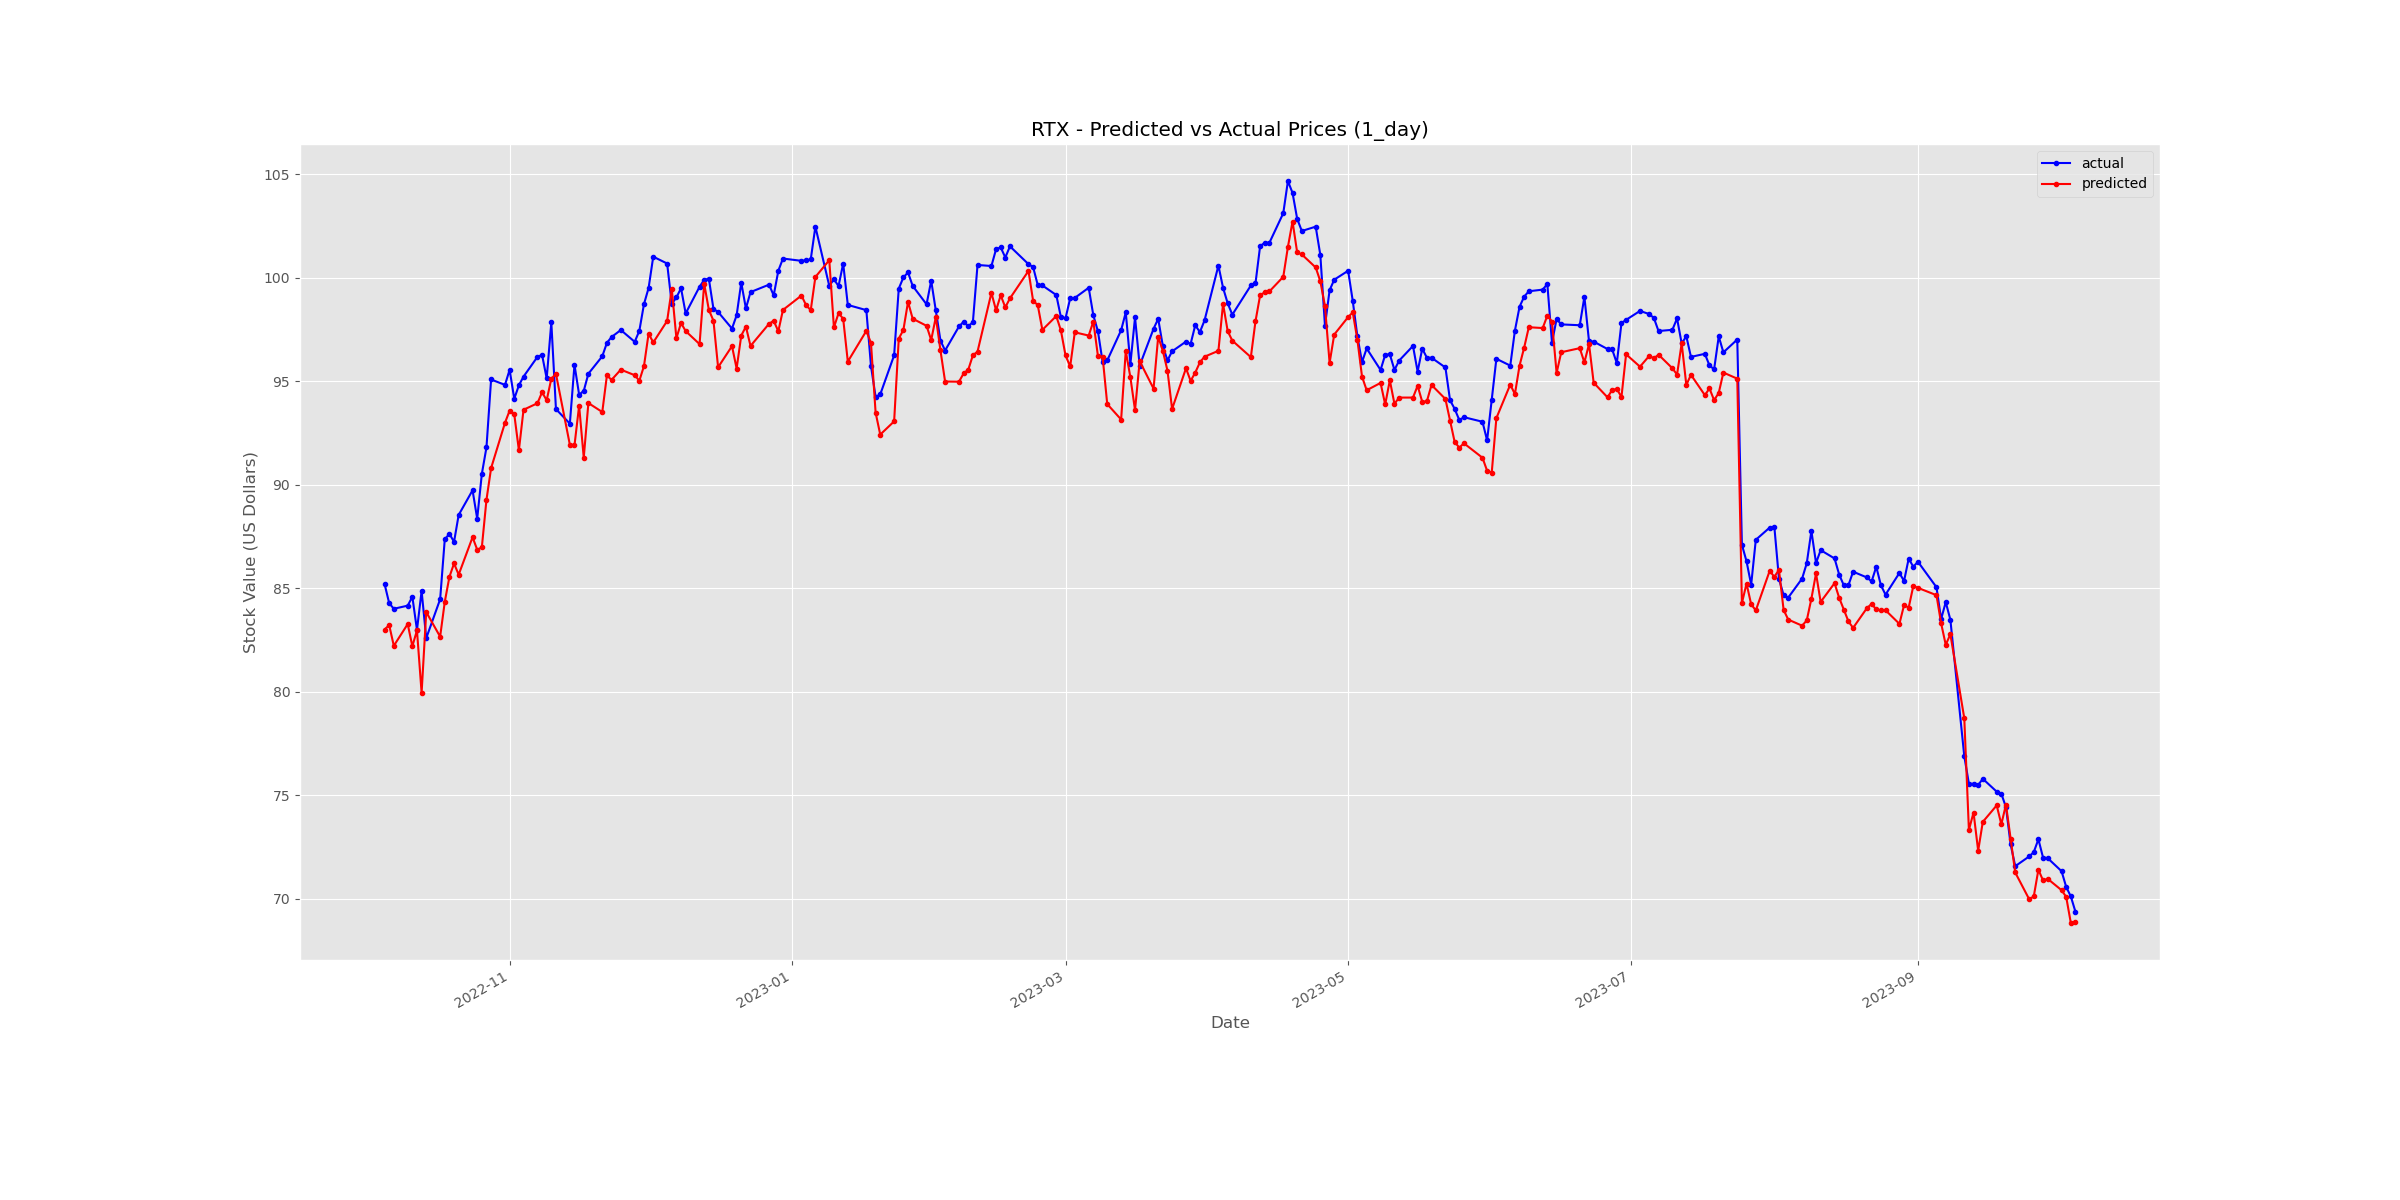 RTX - Predicted vs Actual Prices (1_day)
actual
predicted
Stock Value (US Dollars)
105
100
95
90
85
80
75
70
2022-11
2023-01
2023-03
2023-05
2023-07
2023-09
Date